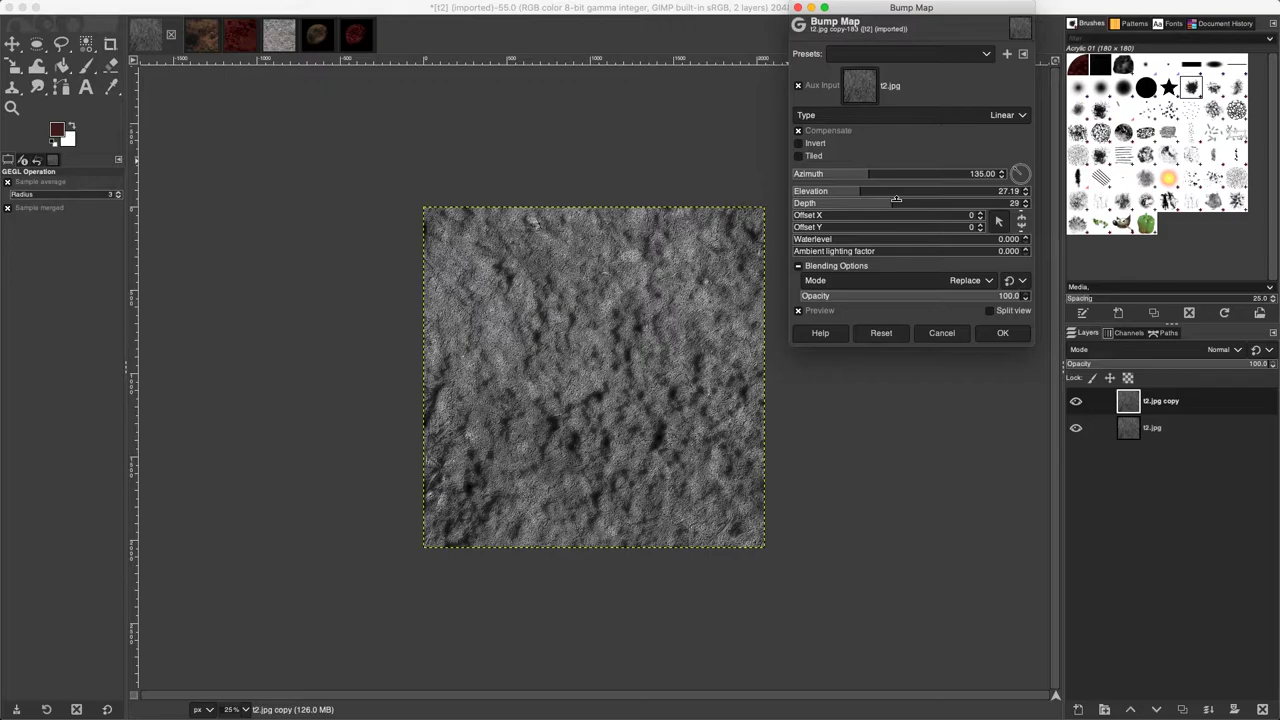 *[t2] (imported)-55.0 (RGB color 8-bit gamma integer, GIMP built-in sRGB, 2 layers) 204
Bump Map
Bump Map
t2.jpg copy-183 ([t2] (imported))
Presets:
Aux Input
t2.jpg
Type
Linear
Compensate
Invert
Tiled
Azimuth 135.00
Elevation 27.19
Depth 29
Offset X 0
Offset Y 0
Waterlevel 0.000
Ambient lighting factor 0.000
Blending Options
Mode Replace
Opacity 100.0
Preview
Split view
Help
Reset
Cancel
OK
GEGL Operation
Sample average
Radius 3
Sample merged
Brushes
Patterns
Fonts
Document History
filter
Acrylic 01 (180 × 180)
Media,
Spacing 25.0
Layers
Channels
Paths
Mode Normal
Opacity 100.0
Lock:
t2.jpg copy
t2.jpg
px
25%
t2.jpg copy (126.0 MB)